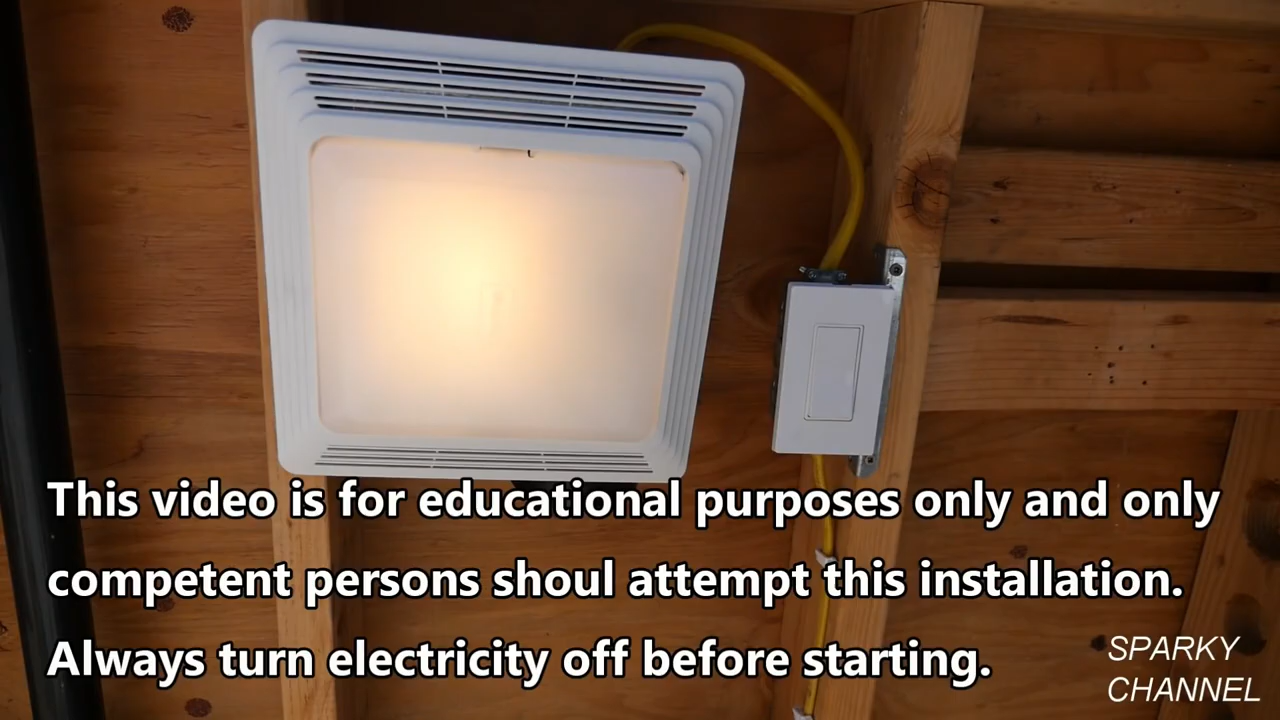 This video is for educational purposes only and only
competent persons shoul attempt this installation.
Always turn electricity off before starting.
SPARKY
CHANNEL